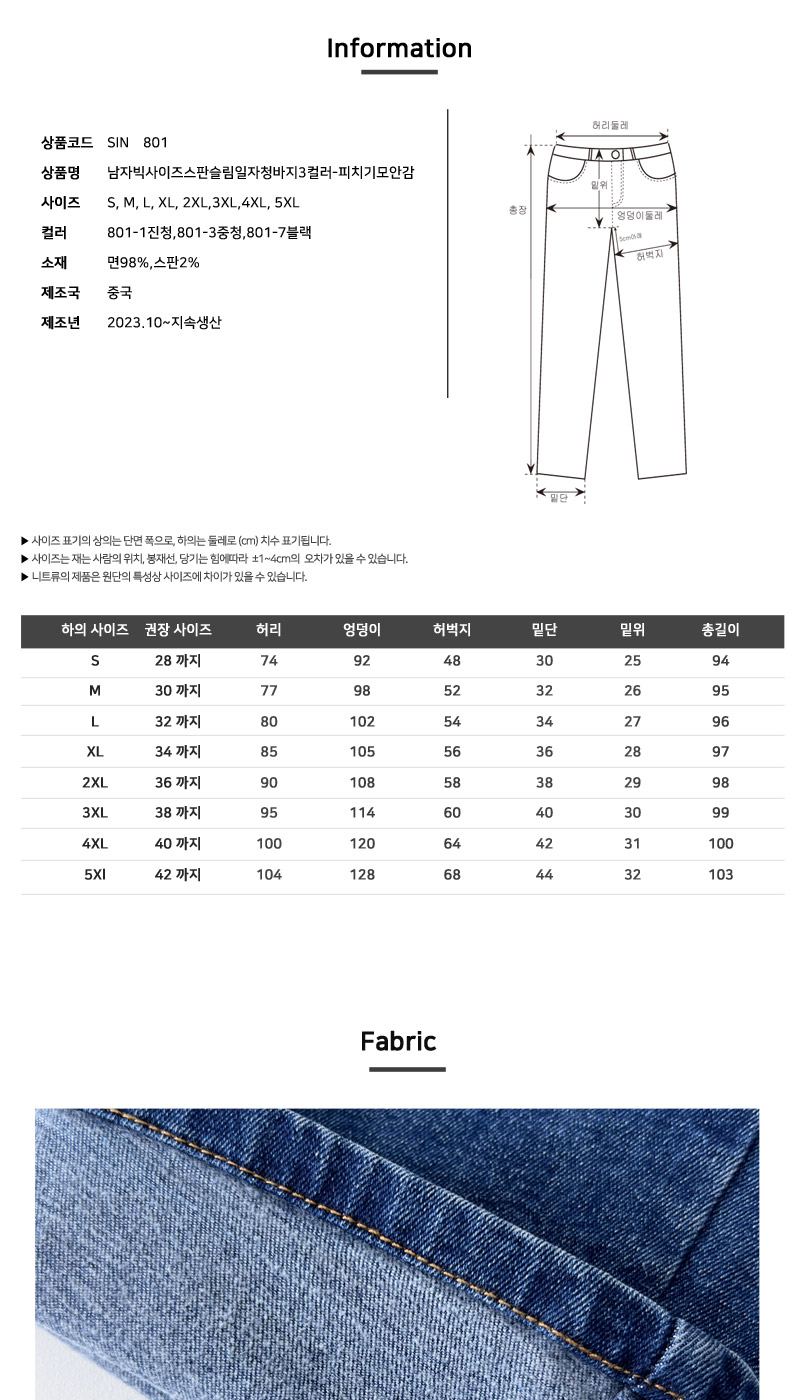 Information
상품코드 SIN 801
상품명 남자빅사이즈스판슬림일자청바지3컬러-피치기모안감
사이즈 S, M, L, XL, 2XL,3XL,4XL, 5XL
컬러 801-1진청,801-3중청,801-7블랙
소재 면98%,스판2%
제조국 중국
제조년 2023.10~지속생산
허리둘레
밑위
총장
엉덩이둘레
5cm아래
허벅지
밑단
▶ 사이즈 표기의 상의는 단면 폭으로, 하의는 둘레로 (cm) 치수 표기됩니다.
▶ 사이즈는 재는 사람의 위치, 봉재선, 당기는 힘에따라 ±1~4cm의 오차가 있을 수 있습니다.
▶ 니트류의 제품은 원단의 특성상 사이즈에 차이가 있을 수 있습니다.
하의 사이즈 권장 사이즈 허리 엉덩이 허벅지 밑단 밑위 총길이
S 28 까지 74 92 48 30 25 94
M 30 까지 77 98 52 32 26 95
L 32 까지 80 102 54 34 27 96
XL 34 까지 85 105 56 36 28 97
2XL 36 까지 90 108 58 38 29 98
3XL 38 까지 95 114 60 40 30 99
4XL 40 까지 100 120 64 42 31 100
5Xl 42 까지 104 128 68 44 32 103
Fabric